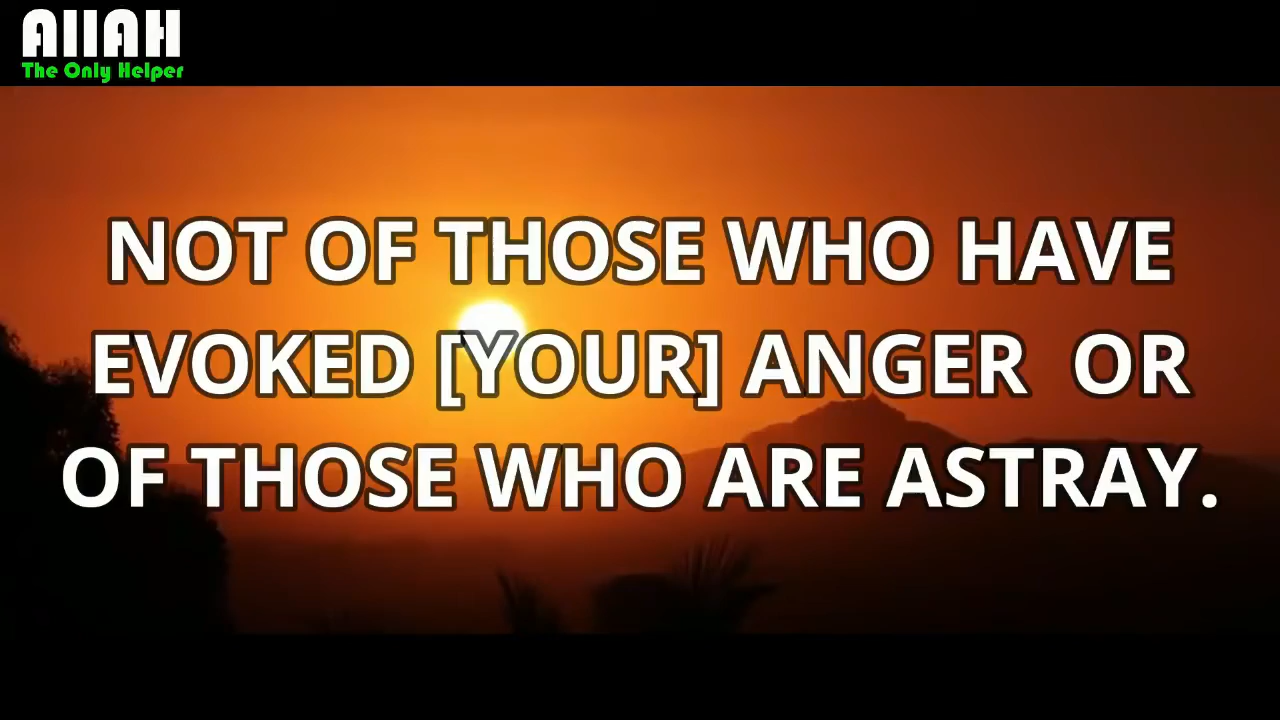 AllAH
The Only Helper
NOT OF THOSE WHO HAVE
EVOKED [YOUR] ANGER  OR
OF THOSE WHO ARE ASTRAY.